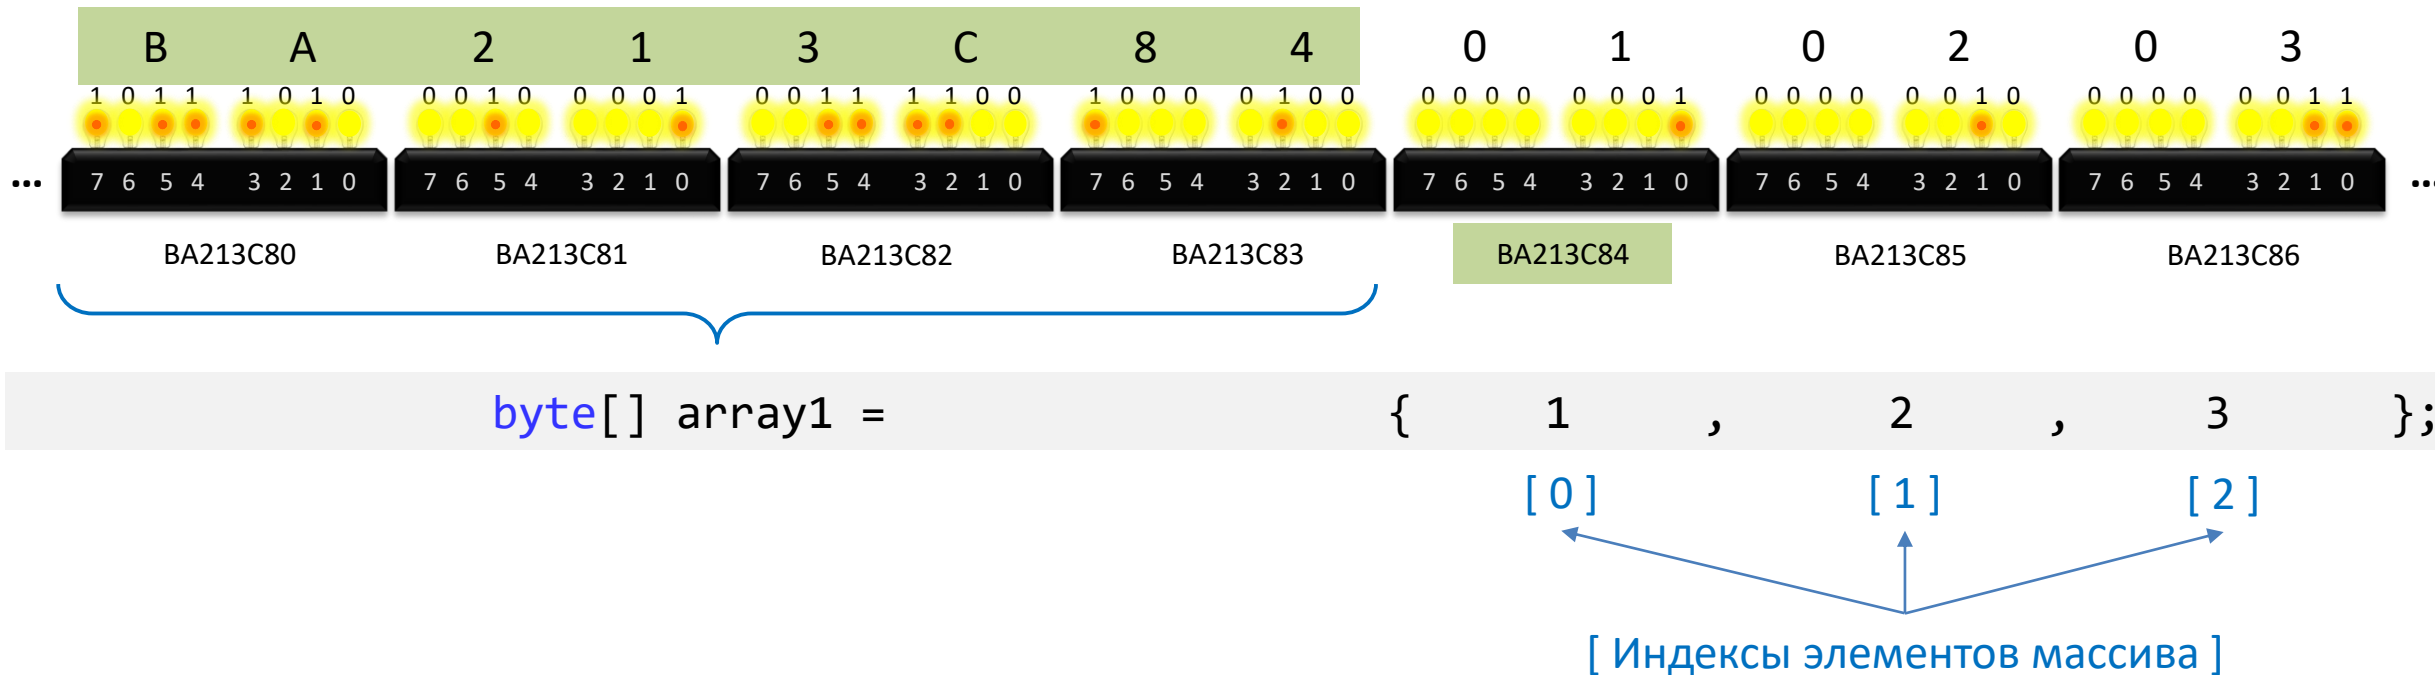 B A 2 1 3 C 8 4 0 1 0 2 0 3
1 0 1 1 1 0 1 0 0 0 1 0 0 0 0 1 0 0 1 1 1 1 0 0 1 0 0 0 0 1 0 0 0 0 0 0 0 0 0 1 0 0 0 0 0 0 1 0 0 0 0 0 0 0 1 1
... 7 6 5 4 3 2 1 0 7 6 5 4 3 2 1 0 7 6 5 4 3 2 1 0 7 6 5 4 3 2 1 0 7 6 5 4 3 2 1 0 7 6 5 4 3 2 1 0 7 6 5 4 3 2 1 0 ...
BA213C80 BA213C81 BA213C82 BA213C83 BA213C84 BA213C85 BA213C86
byte[] array1 = { 1 , 2 , 3 };
[ 0 ] [ 1 ] [ 2 ]
[ Индексы элементов массива ]